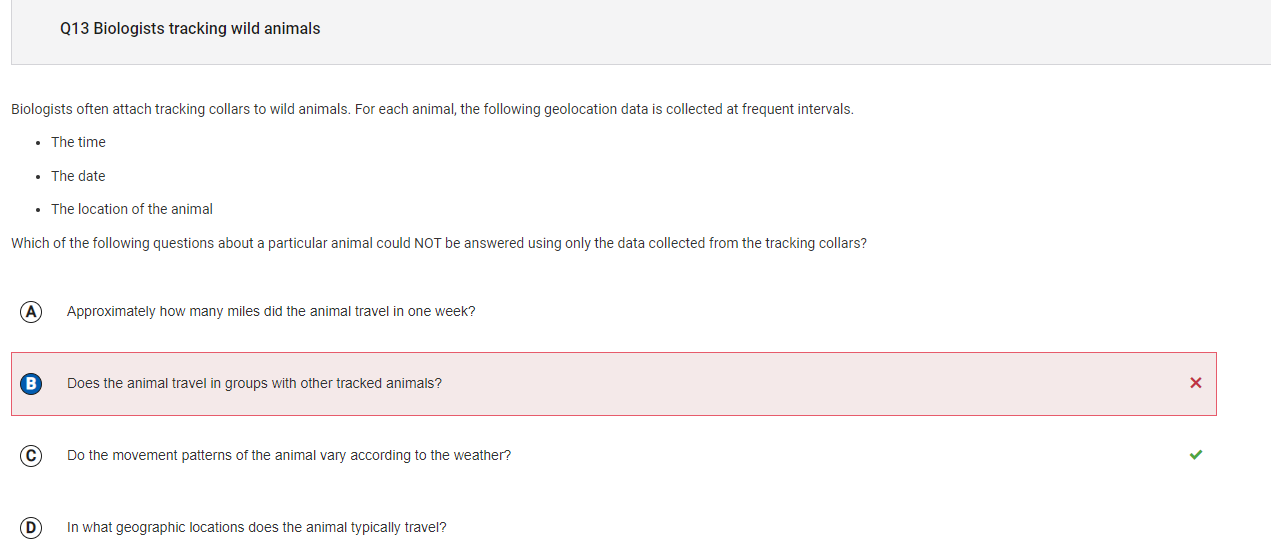 Q13 Biologists tracking wild animals
Biologists often attach tracking collars to wild animals. For each animal, the following geolocation data is collected at frequent intervals.
• The time
• The date
• The location of the animal
Which of the following questions about a particular animal could NOT be answered using only the data collected from the tracking collars?
A Approximately how many miles did the animal travel in one week?
B Does the animal travel in groups with other tracked animals?
C Do the movement patterns of the animal vary according to the weather?
D In what geographic locations does the animal typically travel?